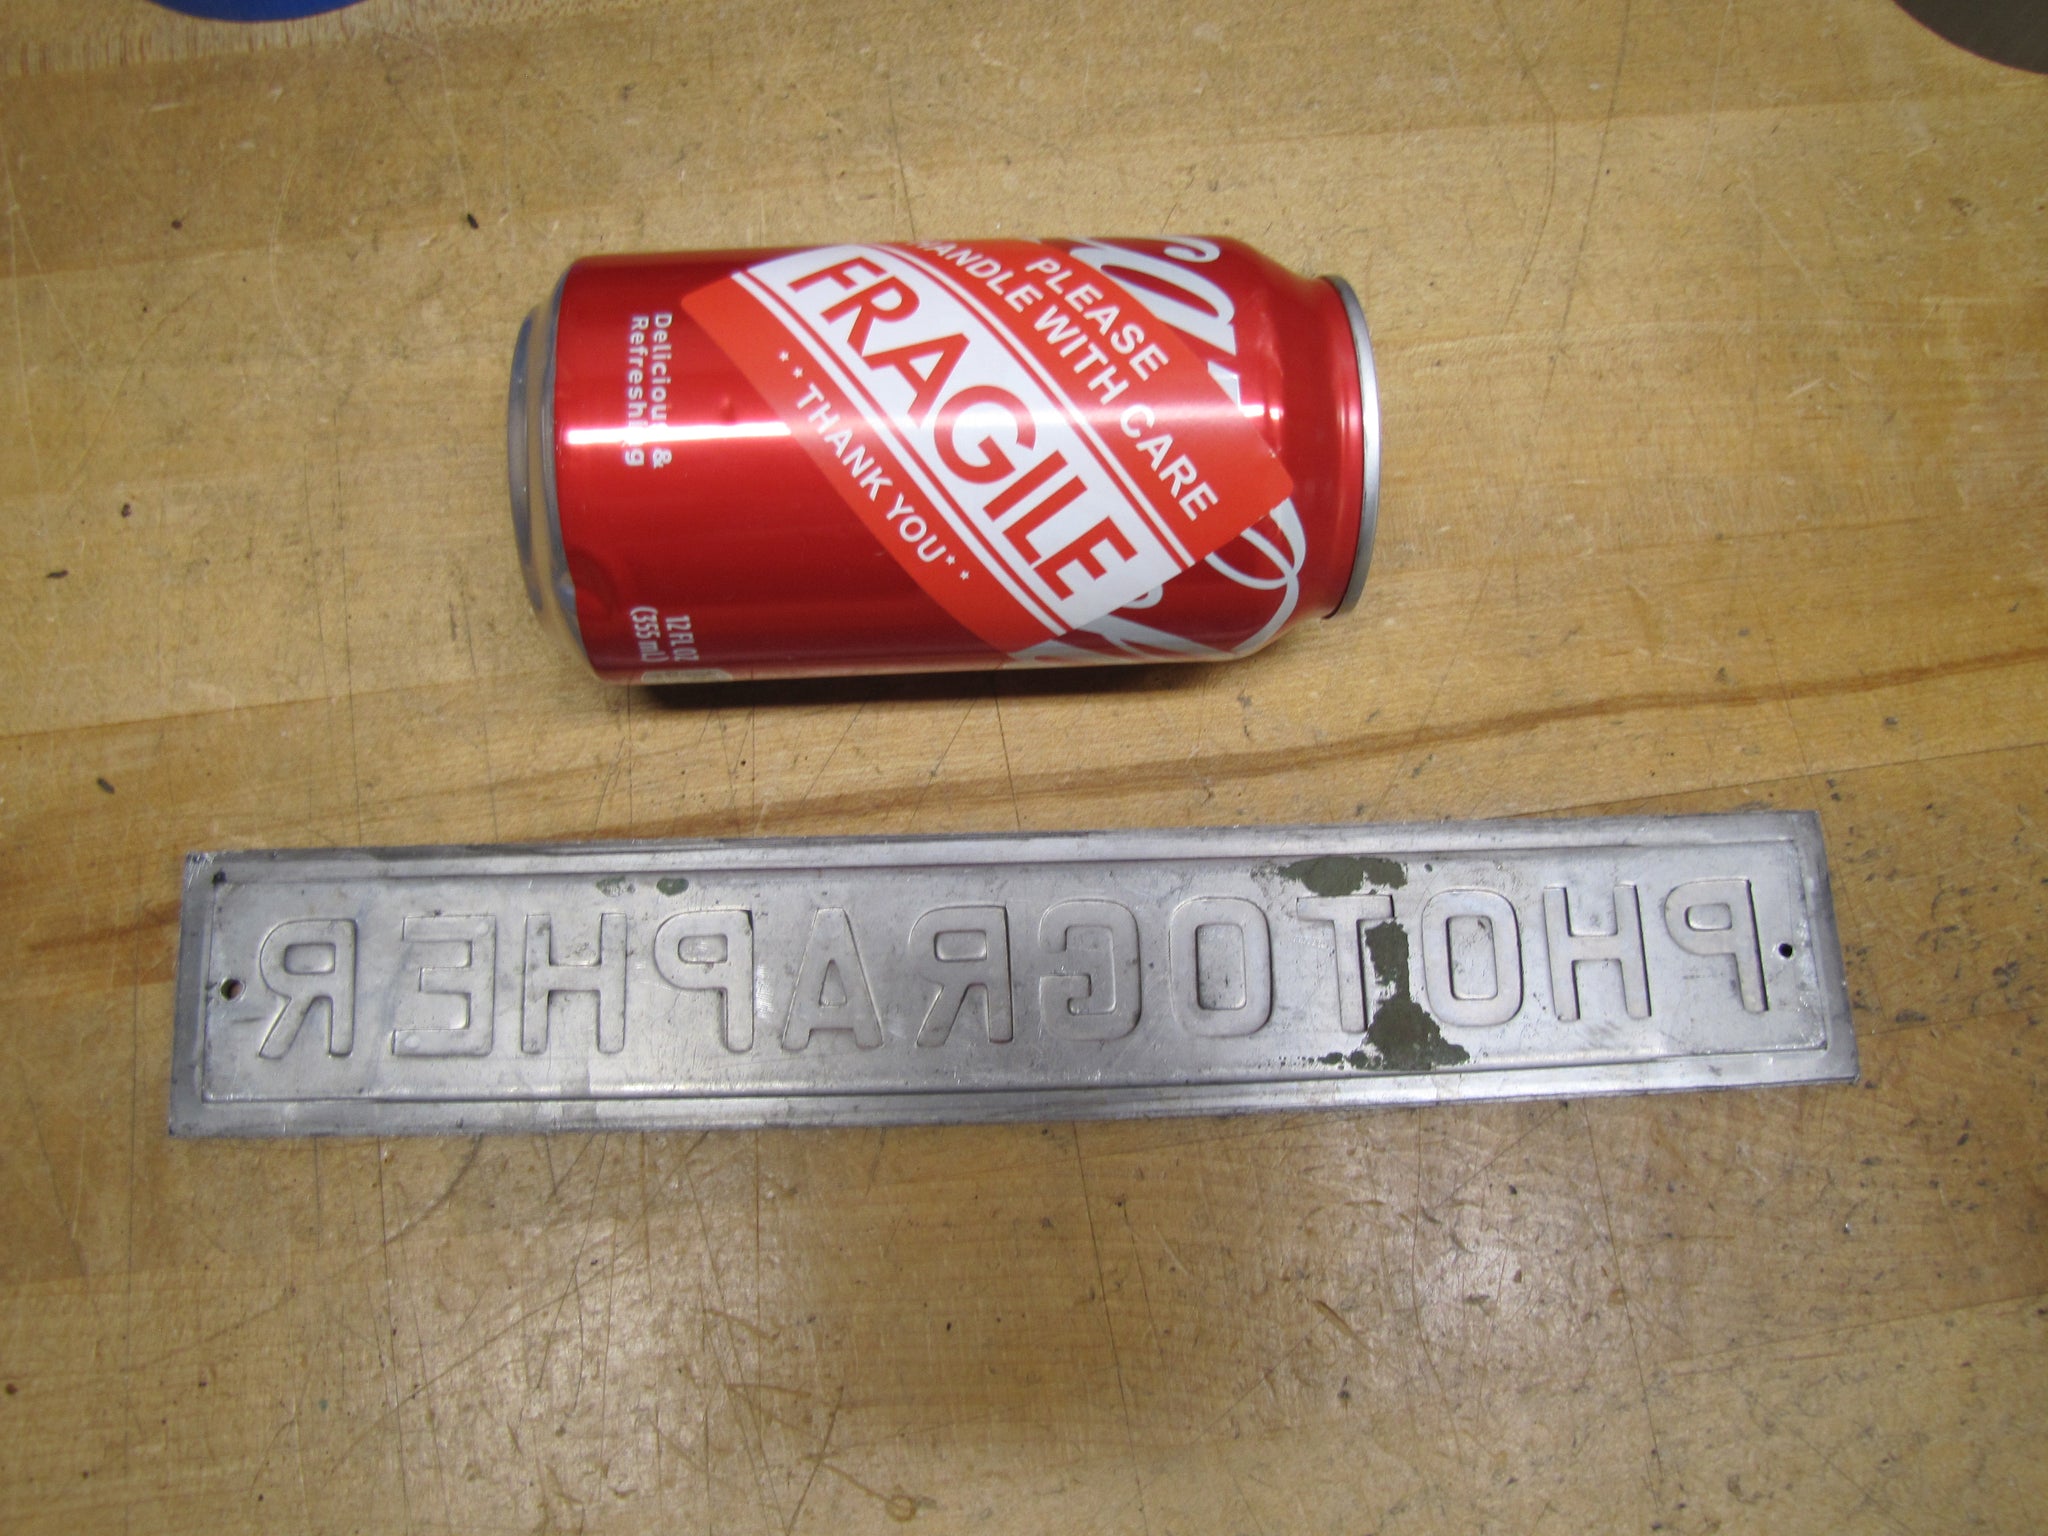 PLEASE
HANDLE WITH CARE
FRAGILE
THANK YOU
Delicious &
Refreshing
12 FL OZ
(355 mL)
PHOTOGRAPHER